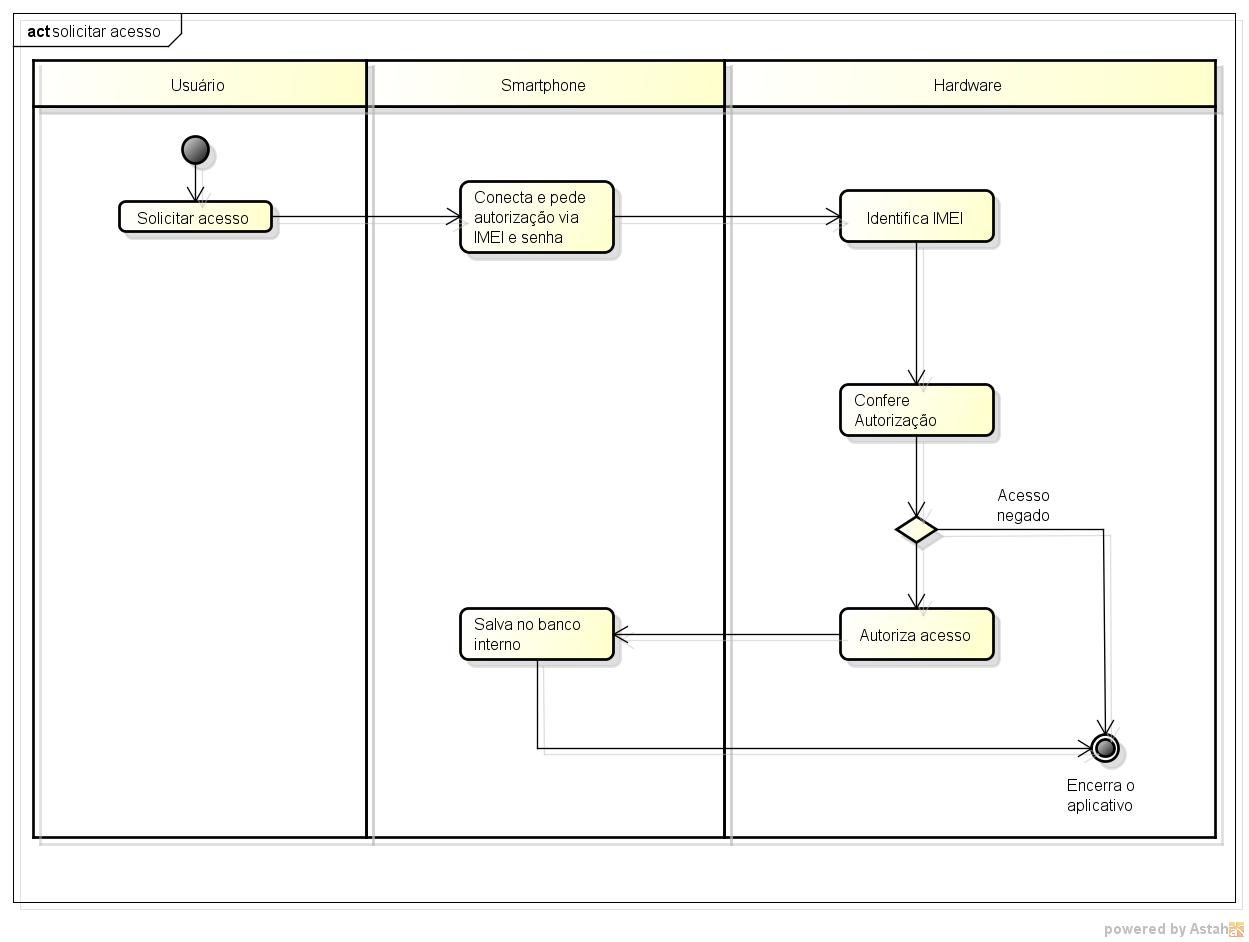 act solicitar acesso
Usuário
Smartphone
Hardware
Solicitar acesso
Conecta e pede
autorização via
IMEI e senha
Identifica IMEI
Confere
Autorização
Acesso
negado
Salva no banco
interno
Autoriza acesso
Encerra o
aplicativo
powered by Astah